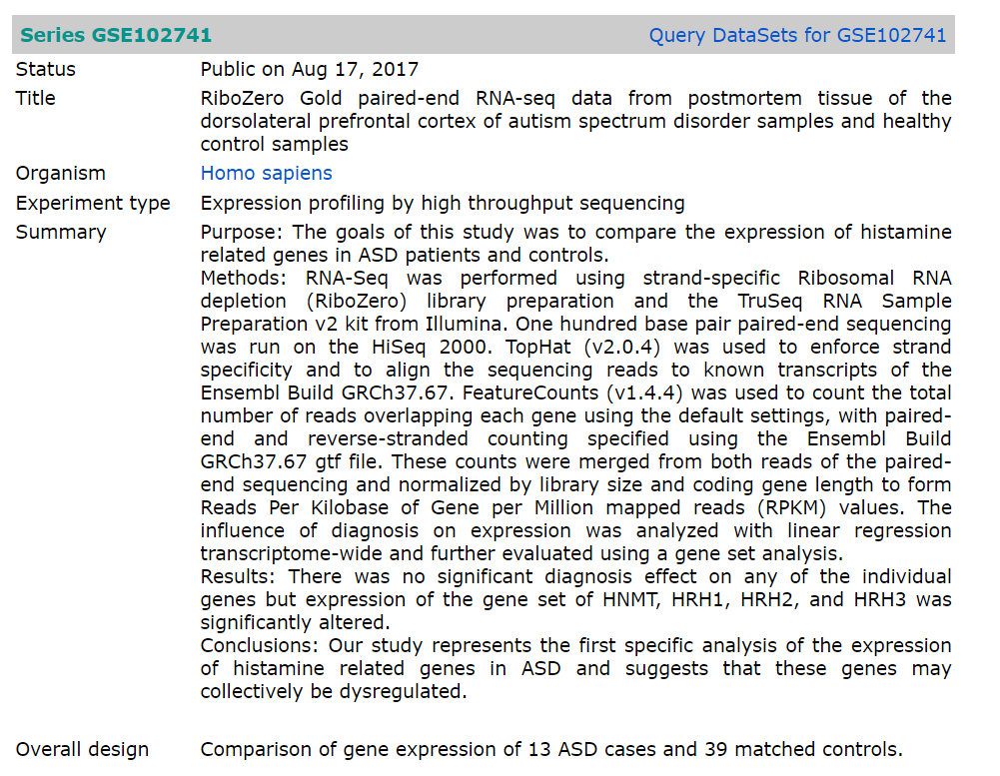 Series GSE102741 Query DataSets for GSE102741
Status Public on Aug 17, 2017
Title RiboZero Gold paired-end RNA-seq data from postmortem tissue of the
dorsolateral prefrontal cortex of autism spectrum disorder samples and healthy
control samples
Organism Homo sapiens
Experiment type Expression profiling by high throughput sequencing
Summary Purpose: The goals of this study was to compare the expression of histamine
related genes in ASD patients and controls.
Methods: RNA-Seq was performed using strand-specific Ribosomal RNA
depletion (RiboZero) library preparation and the TruSeq RNA Sample
Preparation v2 kit from Illumina. One hundred base pair paired-end sequencing
was run on the HiSeq 2000. TopHat (v2.0.4) was used to enforce strand
specificity and to align the sequencing reads to known transcripts of the
Ensembl Build GRCh37.67. FeatureCounts (v1.4.4) was used to count the total
number of reads overlapping each gene using the default settings, with paired-
end and reverse-stranded counting specified using the Ensembl Build
GRCh37.67 gtf file. These counts were merged from both reads of the paired-
end sequencing and normalized by library size and coding gene length to form
Reads Per Kilobase of Gene per Million mapped reads (RPKM) values. The
influence of diagnosis on expression was analyzed with linear regression
transcriptome-wide and further evaluated using a gene set analysis.
Results: There was no significant diagnosis effect on any of the individual
genes but expression of the gene set of HNMT, HRH1, HRH2, and HRH3 was
significantly altered.
Conclusions: Our study represents the first specific analysis of the expression
of histamine related genes in ASD and suggests that these genes may
collectively be dysregulated.
Overall design Comparison of gene expression of 13 ASD cases and 39 matched controls.